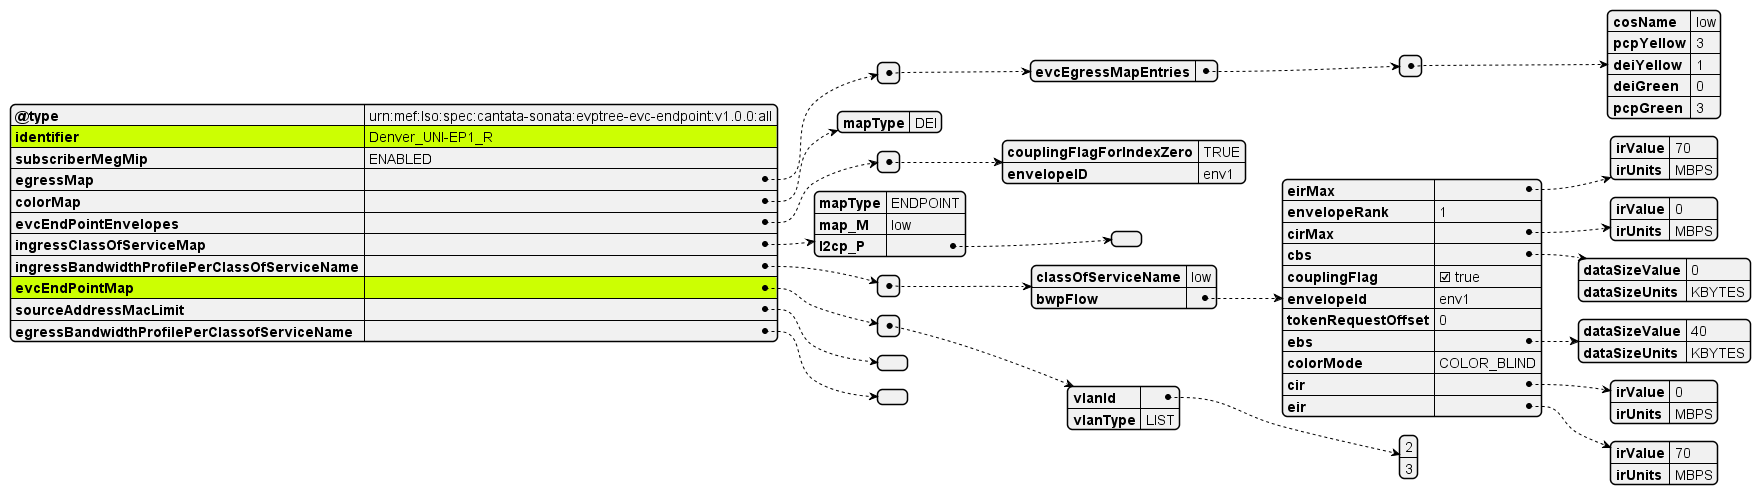 @type urn:mef:lso:spec:cantata-sonata:evptree-evc-endpoint:v1.0.0:all
identifier Denver_UNI-EP1_R
subscriberMegMip ENABLED
egressMap
colorMap
evcEndPointEnvelopes
ingressClassOfServiceMap
ingressBandwidthProfilePerClassOfServiceName
evcEndPointMap
sourceAddressMacLimit
egressBandwidthProfilePerClassofServiceName
evcEgressMapEntries
cosName low
pcpYellow 3
deiYellow 1
deiGreen 0
pcpGreen 3
mapType DEI
couplingFlagForIndexZero TRUE
envelopeID env1
mapType ENDPOINT
map_M low
l2cp_P
classOfServiceName low
bwpFlow
eirMax
envelopeRank 1
cirMax
cbs
couplingFlag ☑ true
envelopeId env1
tokenRequestOffset 0
ebs
colorMode COLOR_BLIND
cir
eir
irValue 70
irUnits MBPS
irValue 0
irUnits MBPS
dataSizeValue 0
dataSizeUnits KBYTES
dataSizeValue 40
dataSizeUnits KBYTES
irValue 0
irUnits MBPS
irValue 70
irUnits MBPS
vlanId
vlanType LIST
2
3